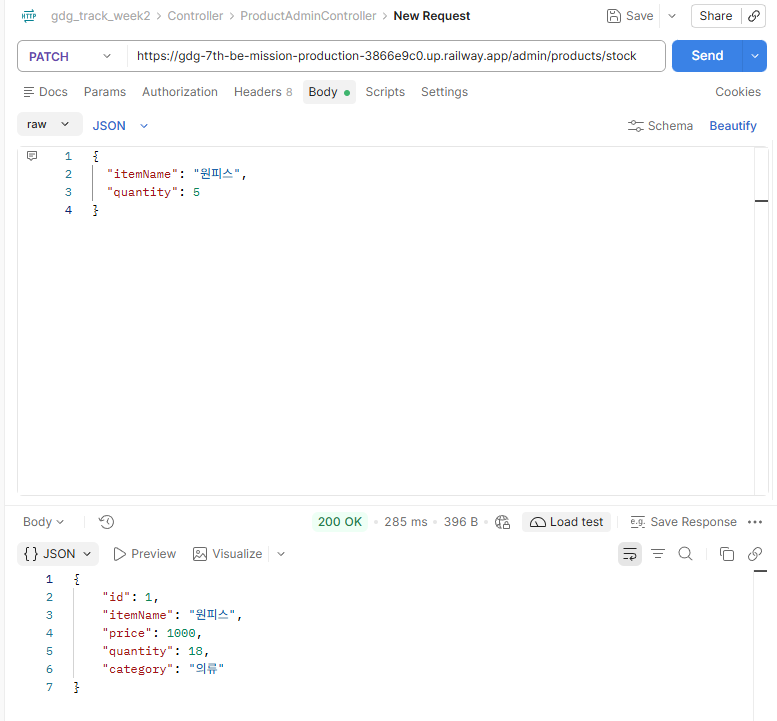 HTTP gdg_track_week2 > Controller > ProductAdminController > New Request Save Share
PATCH https://gdg-7th-be-mission-production-3866e9c0.up.railway.app/admin/products/stock Send
Docs Params Authorization Headers 8 Body Scripts Settings Cookies
raw JSON Schema Beautify
1 {
2 "itemName": "원피스",
3 "quantity": 5
4 }
Body 200 OK • 285 ms • 396 B • Load test e.g. Save Response
{} JSON Preview Visualize
1 {
2 "id": 1,
3 "itemName": "원피스",
4 "price": 1000,
5 "quantity": 18,
6 "category": "의류"
7 }